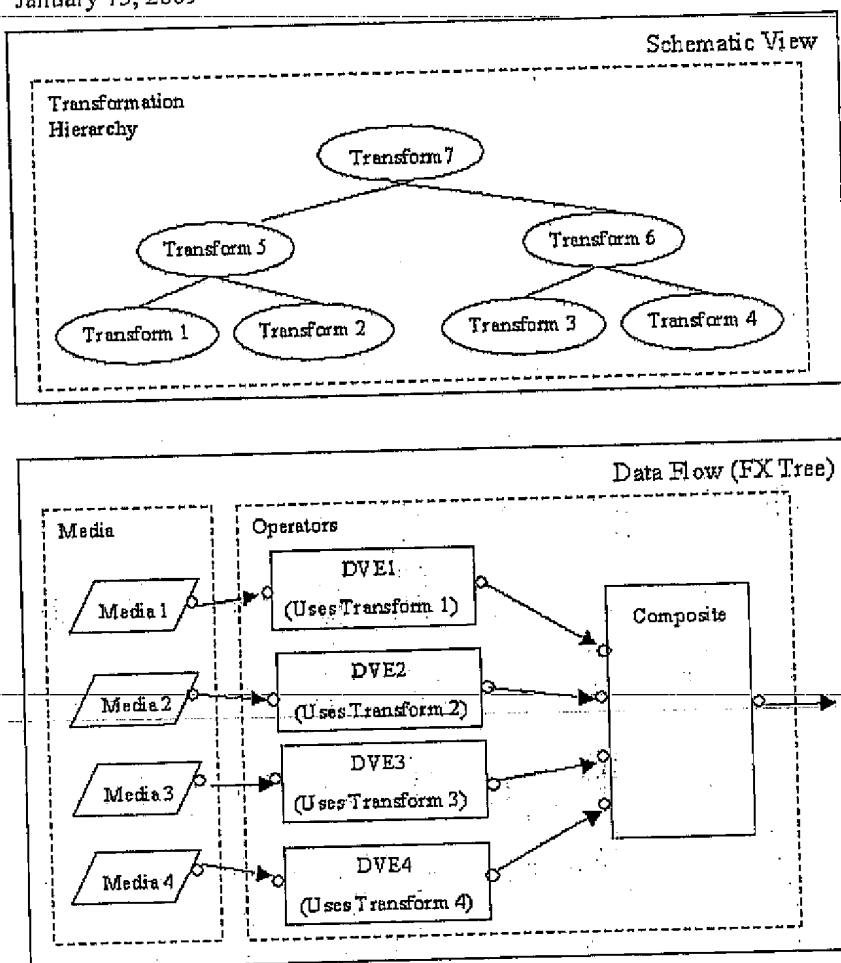 Schematic View
Transformation
Hierarchy
Transform 7
Transform 5
Transform 6
Transform 1
Transform 2
Transform 3
Transform 4
Data Flow (FX Tree)
Media
Operators
DVE1
(Uses Transform 1)
Media 1
Composite
DVE2
(Uses Transform 2)
Media 2
DVE3
(Uses Transform 3)
Media 3
DVE4
(Uses Transform 4)
Media 4